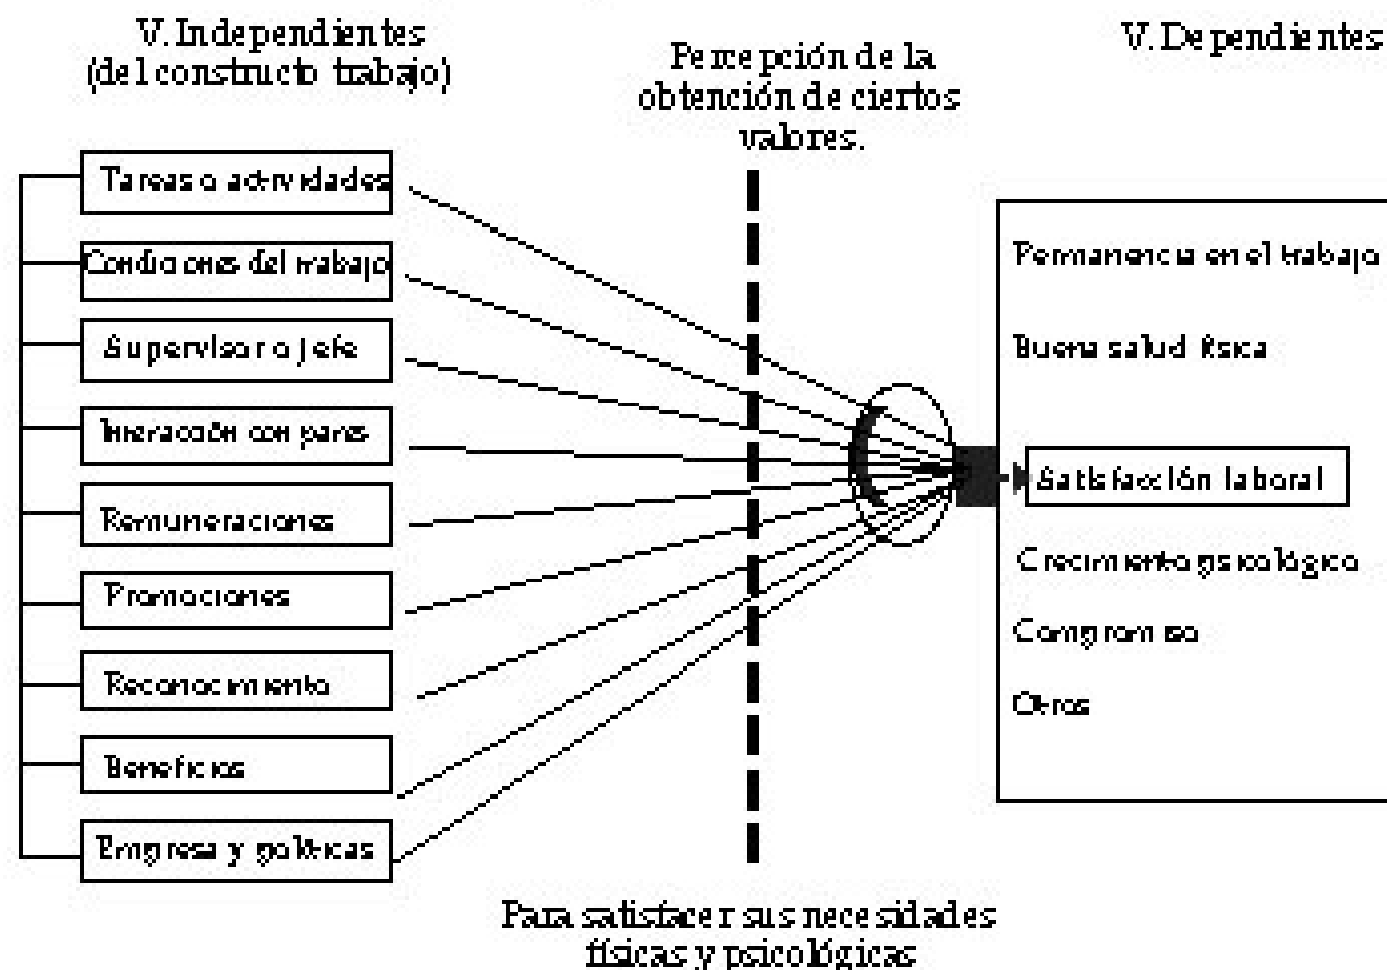 V. Independientes
(del constructo trabajo)
Percepción de la
obtención de ciertos
valores.
V. Dependientes
Tareas o actividades
Condiciones del trabajo
Supervisor o jefe
Interacción con pares
Remuneraciones
Promociones
Reconocimiento
Beneficios
Empresa y políticas
Permanencia en el trabajo
Buena salud física
Satisfacción laboral
Crecimiento psicológico
Compromiso
Otros
Para satisfacer sus necesidades
físicas y psicológicas